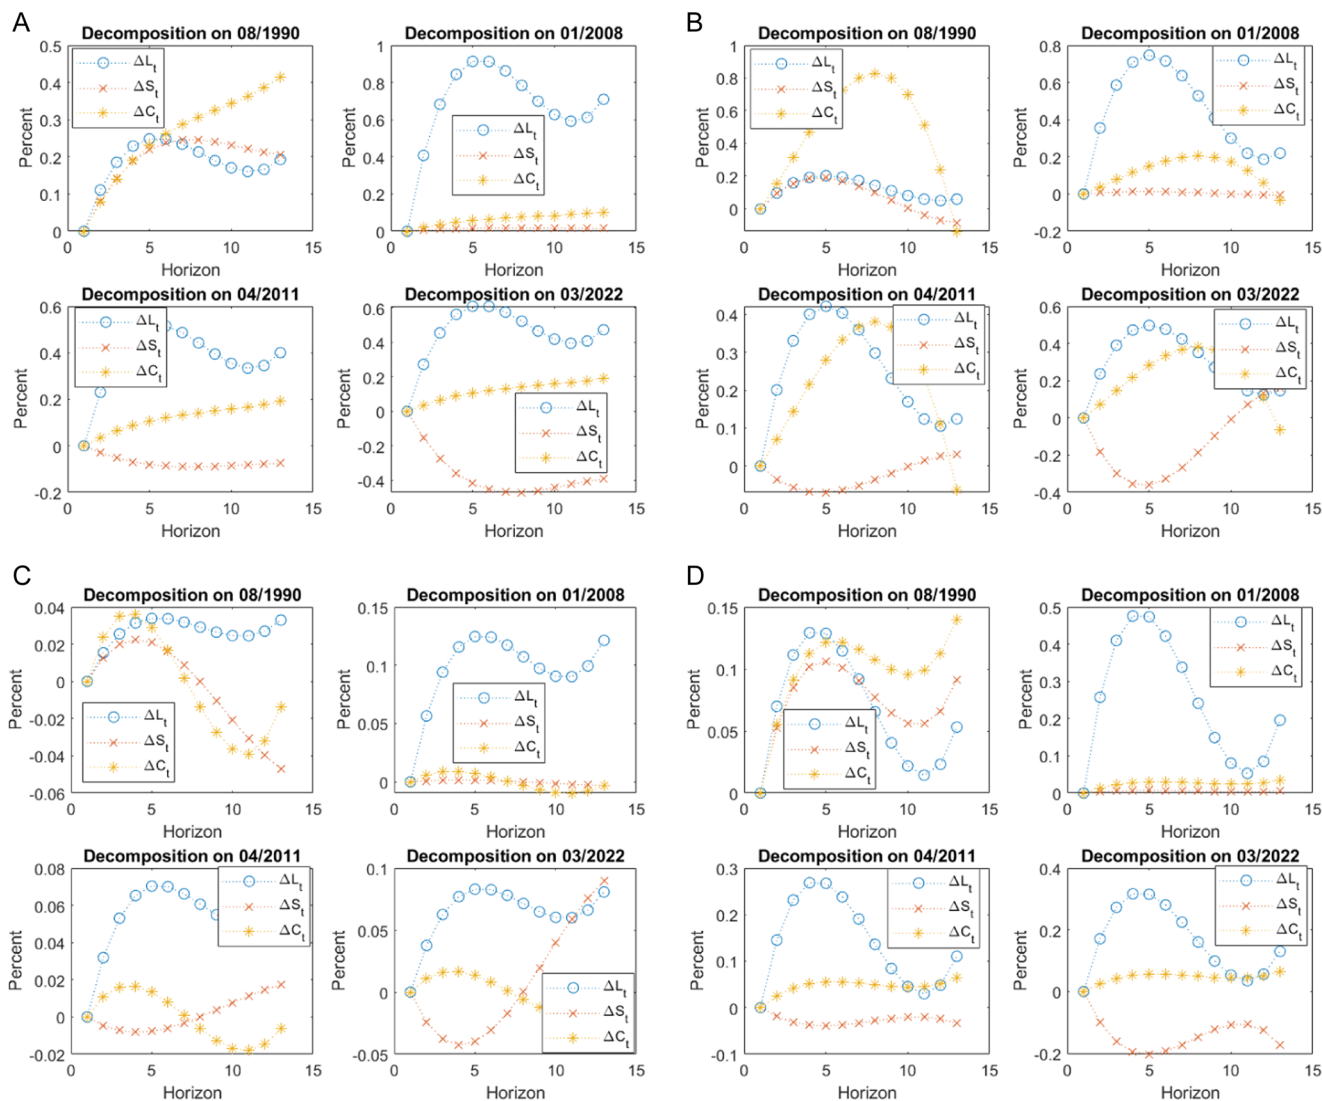 A
B
Decomposition on 08/1990
Decomposition on 01/2008
Decomposition on 08/1990
Decomposition on 01/2008
0.5
0.4
0.3
0.2
0.1
0
Percent
ΔLt
ΔSt
ΔCt
0 5 10 15
Horizon
1
0.8
0.6
0.4
0.2
0
Percent
ΔLt
ΔSt
ΔCt
0 5 10 15
Horizon
1
0.8
0.6
0.4
0.2
0
Percent
ΔLt
ΔSt
ΔCt
0 5 10 15
Horizon
0.8
0.6
0.4
0.2
0
-0.2
Percent
ΔLt
ΔSt
ΔCt
0 5 10 15
Horizon
Decomposition on 04/2011
Decomposition on 03/2022
Decomposition on 04/2011
Decomposition on 03/2022
0.6
0.4
0.2
0
-0.2
Percent
ΔLt
ΔSt
ΔCt
0 5 10 15
Horizon
0.6
0.4
0.2
0
-0.2
-0.4
Percent
ΔLt
ΔSt
ΔCt
0 5 10 15
Horizon
0.4
0.3
0.2
0.1
0
Percent
ΔLt
ΔSt
ΔCt
0 5 10 15
Horizon
0.6
0.4
0.2
0
-0.2
-0.4
Percent
ΔLt
ΔSt
ΔCt
0 5 10 15
Horizon
C
D
Decomposition on 08/1990
Decomposition on 01/2008
Decomposition on 08/1990
Decomposition on 01/2008
0.04
0.02
0
-0.02
-0.04
-0.06
Percent
ΔLt
ΔSt
ΔCt
0 5 10 15
Horizon
0.15
0.1
0.05
0
Percent
ΔLt
ΔSt
ΔCt
0 5 10 15
Horizon
0.15
0.1
0.05
0
Percent
ΔLt
ΔSt
ΔCt
0 5 10 15
Horizon
0.5
0.4
0.3
0.2
0.1
0
Percent
ΔLt
ΔSt
ΔCt
0 5 10 15
Horizon
Decomposition on 04/2011
Decomposition on 03/2022
Decomposition on 04/2011
Decomposition on 03/2022
0.08
0.06
0.04
0.02
0
-0.02
Percent
ΔLt
ΔSt
ΔCt
0 5 10 15
Horizon
0.1
0.05
0
-0.05
Percent
ΔLt
ΔSt
ΔCt
0 5 10 15
Horizon
0.3
0.2
0.1
0
-0.1
Percent
ΔLt
ΔSt
ΔCt
0 5 10 15
Horizon
0.4
0.2
0
-0.2
Percent
ΔLt
ΔSt
ΔCt
0 5 10 15
Horizon